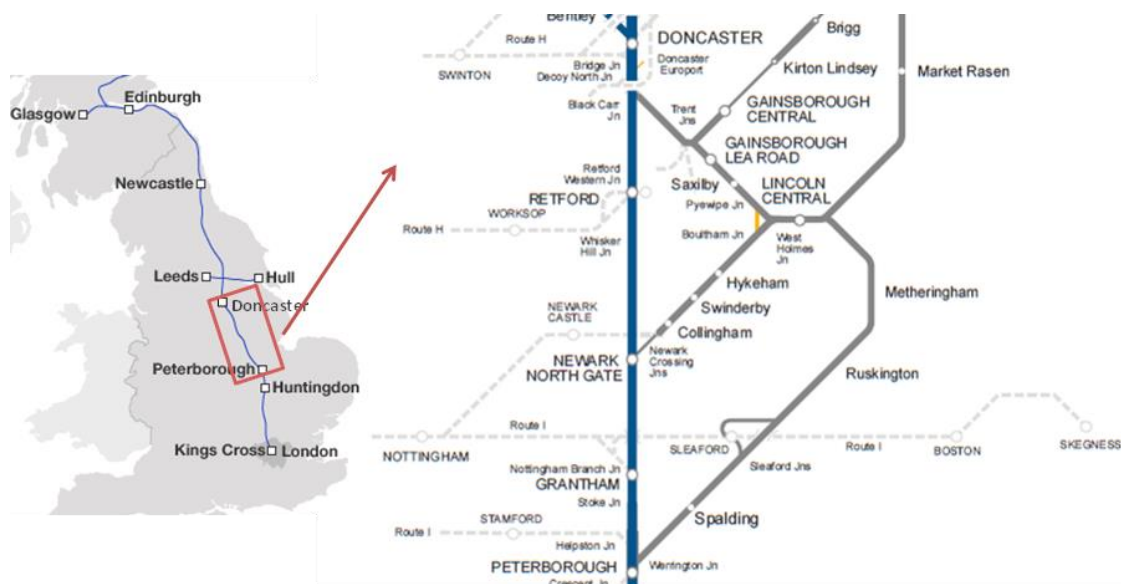 Glasgow
Edinburgh
Newcastle
Leeds
Hull
Doncaster
Peterborough
Huntingdon
Kings Cross
London
Bentley
Route H
DONCASTER
SWINTON
Bridge Jn
Decoy North Jn
Doncaster
Europort
Black Carr
Jn
Trent
Jns
Brigg
Kirton Lindsey
Market Rasen
GAINSBOROUGH
CENTRAL
GAINSBOROUGH
LEA ROAD
Retford
Western Jn
RETFORD
Saxilby
LINCOLN
CENTRAL
Pyewipe Jn
WORKSOP
Route H
Whisker
Hill Jn
Boultham Jn
West
Holmes
Jn
Hykeham
Metheringham
Swinderby
NEWARK
CASTLE
Collingham
NEWARK
NORTH GATE
Newark
Crossing
Jns
Ruskington
Route I
NOTTINGHAM
SLEAFORD
Route I
BOSTON
SKEGNESS
Sleaford Jns
Nottingham Branch Jn
GRANTHAM
Stoke Jn
STAMFORD
Spalding
Route I
Helpston Jn
PETERBOROUGH
Werrington Jn
Crescent Jn